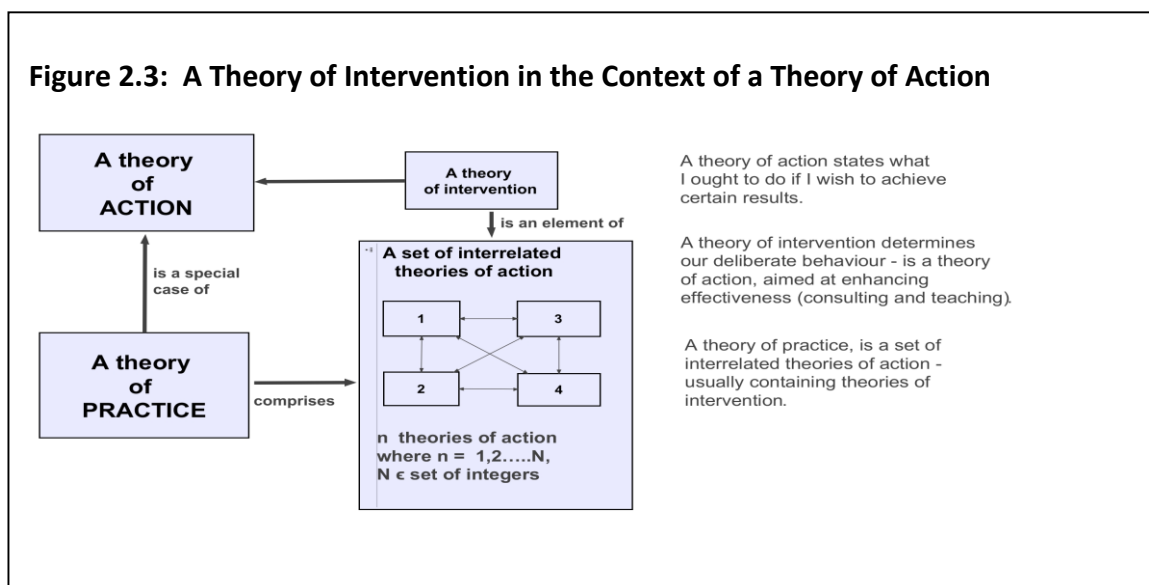 Figure 2.3:  A Theory of Intervention in the Context of a Theory of Action
A theory
of
ACTION
A theory
of intervention
is an element of
is a special
case of
A theory
of
PRACTICE
comprises
A set of interrelated
theories of action
1
3
2
4
n theories of action
where n = 1,2.....N,
N ϵ set of integers
A theory of action states what
I ought to do if I wish to achieve
certain results.
A theory of intervention determines
our deliberate behaviour - is a theory
of action, aimed at enhancing
effectiveness (consulting and teaching).
A theory of practice, is a set of
interrelated theories of action -
usually containing theories of
intervention.